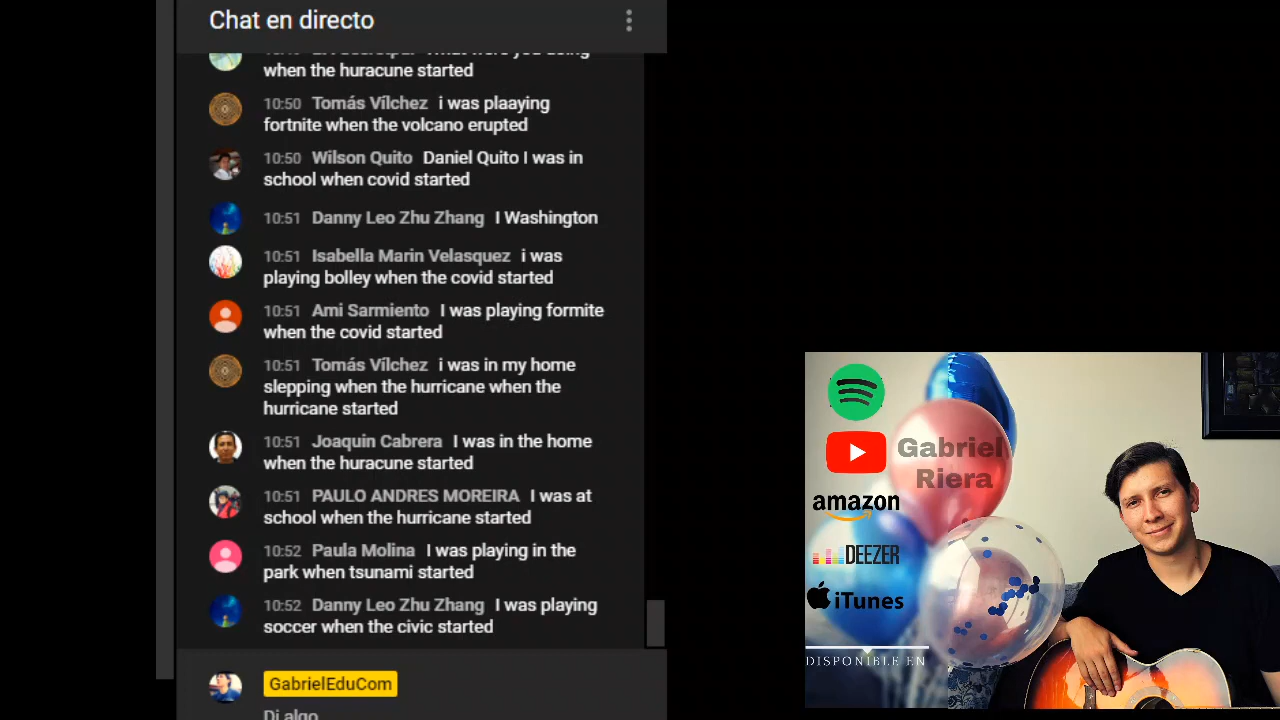 Chat en directo
when the huracune started
10:50 Tomás Vílchez i was plaaying
fortnite when the volcano erupted
10:50 Wilson Quito Daniel Quito I was in
school when covid started
10:51 Danny Leo Zhu Zhang I Washington
10:51 Isabella Marin Velasquez i was
playing bolley when the covid started
10:51 Ami Sarmiento I was playing formite
when the covid started
10:51 Tomás Vílchez i was in my home
slepping when the hurricane when the
hurricane started
10:51 Joaquin Cabrera I was in the home
when the huracune started
10:51 PAULO ANDRES MOREIRA I was at
school when the hurricane started
10:52 Paula Molina I was playing in the
park when tsunami started
10:52 Danny Leo Zhu Zhang I was playing
soccer when the civic started
GabrielEduCom
Di algo
Gabriel
Riera
amazon
DEEZER
iTunes
DISPONIBLE EN